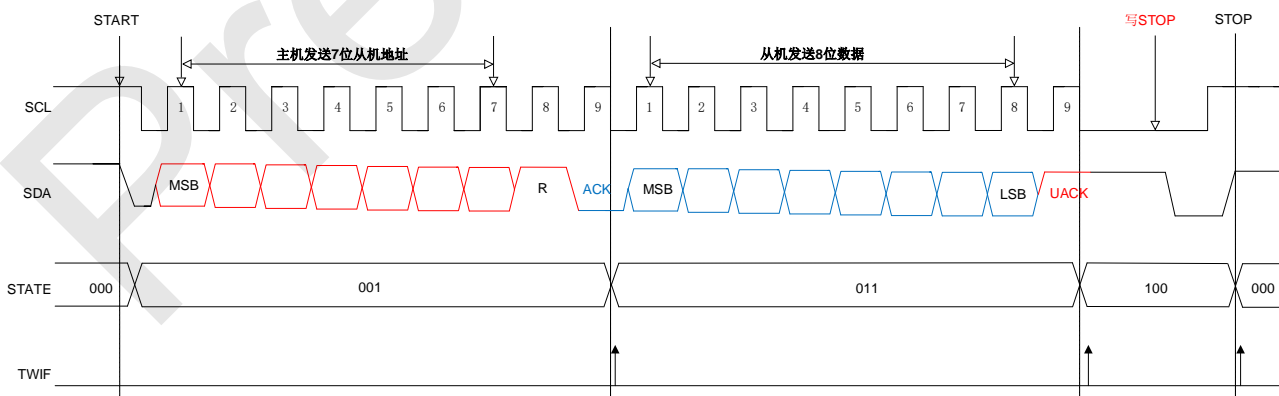 START 写STOP STOP
主机发送7位从机地址 从机发送8位数据
SCL 1 2 3 4 5 6 7 8 9 1 2 3 4 5 6 7 8 9
SDA MSB R ACK MSB LSB UACK
STATE 000 001 011 100 000
TWIF
Pre